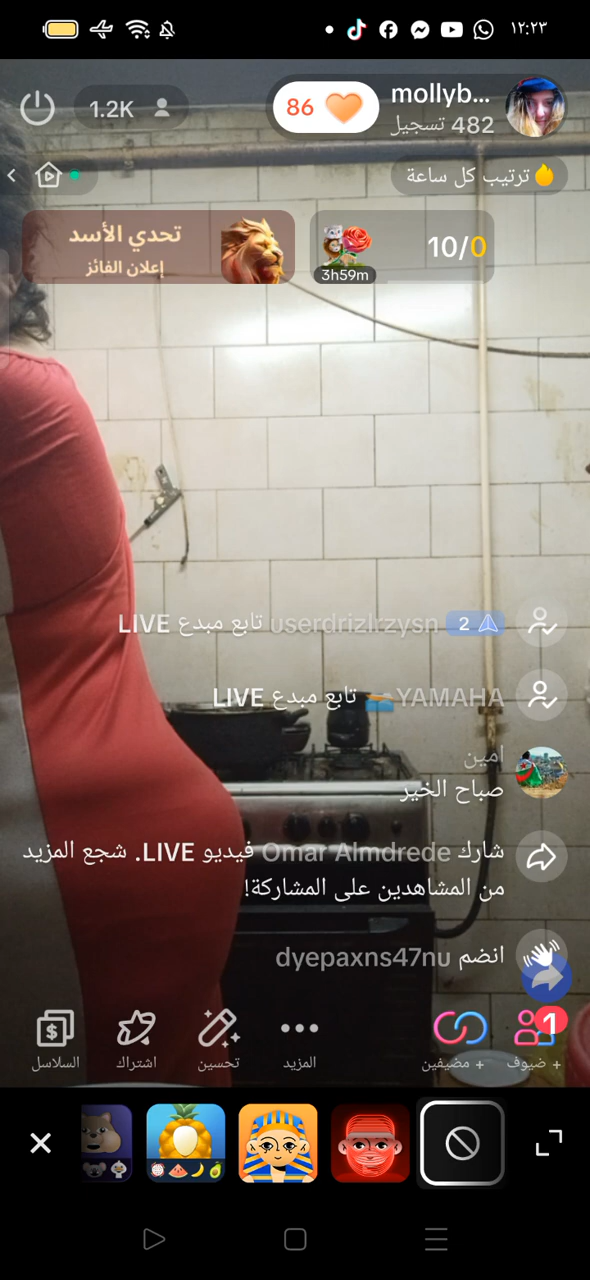 ١٢:٢٣
mollyb...
482 تسجيل
86
1.2K
ترتيب كل ساعة
10/0
3h59m
تحدي الأسد
إعلان الفائز
2 userdrizlrzysn تابع مبدع LIVE
YAMAHA تابع مبدع LIVE
امين
صباح الخير
شارك Omar Almdrede فيديو LIVE. شجع المزيد
من المشاهدين على المشاركة!
انضم dyepaxns47nu
1
+ ضيوف
+ مضيفين
المزيد
تحسين
اشتراك
السلاسل